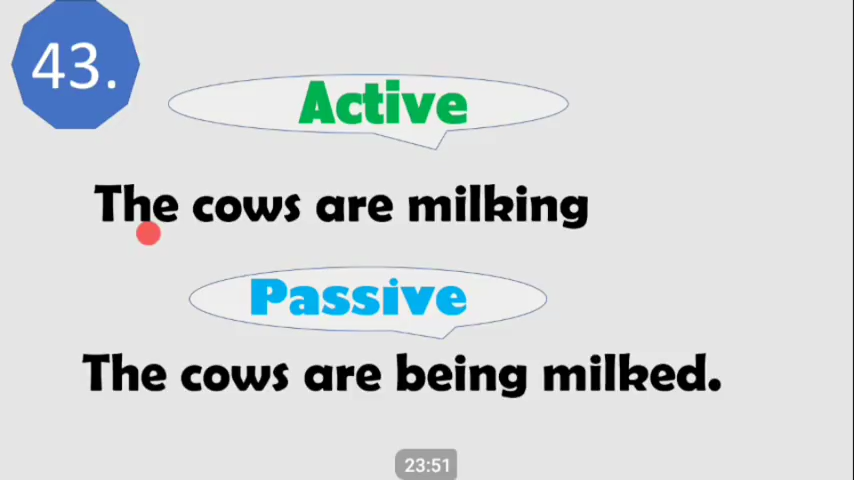 43.
Active
The cows are milking
Passive
The cows are being milked.
23:51